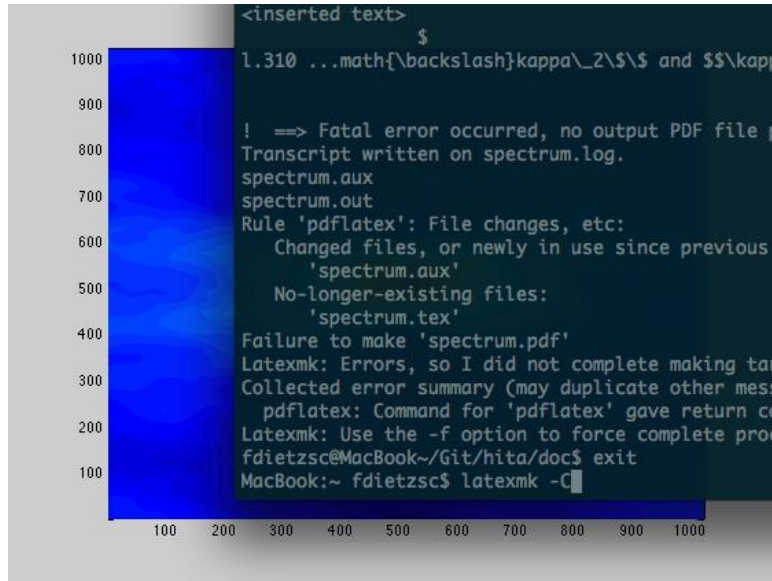 <inserted text>
$
l.310 ...math{\backslash}kappa\_2\$\$ and $$\kapp
! ==> Fatal error occurred, no output PDF file
Transcript written on spectrum.log.
spectrum.aux
spectrum.out
Rule 'pdflatex': File changes, etc:
Changed files, or newly in use since previous
'spectrum.aux'
No-longer-existing files:
'spectrum.tex'
Failure to make 'spectrum.pdf'
Latexmk: Errors, so I did not complete making tar
Collected error summary (may duplicate other mess
pdflatex: Command for 'pdflatex' gave return co
Latexmk: Use the -f option to force complete proc
fdietzsc@MacBook~/Git/hita/doc$ exit
MacBook:~ fdietzsc$ latexmk -C
1000
900
800
700
600
500
400
300
200
100
100 200 300 400 500 600 700 800 900 1000